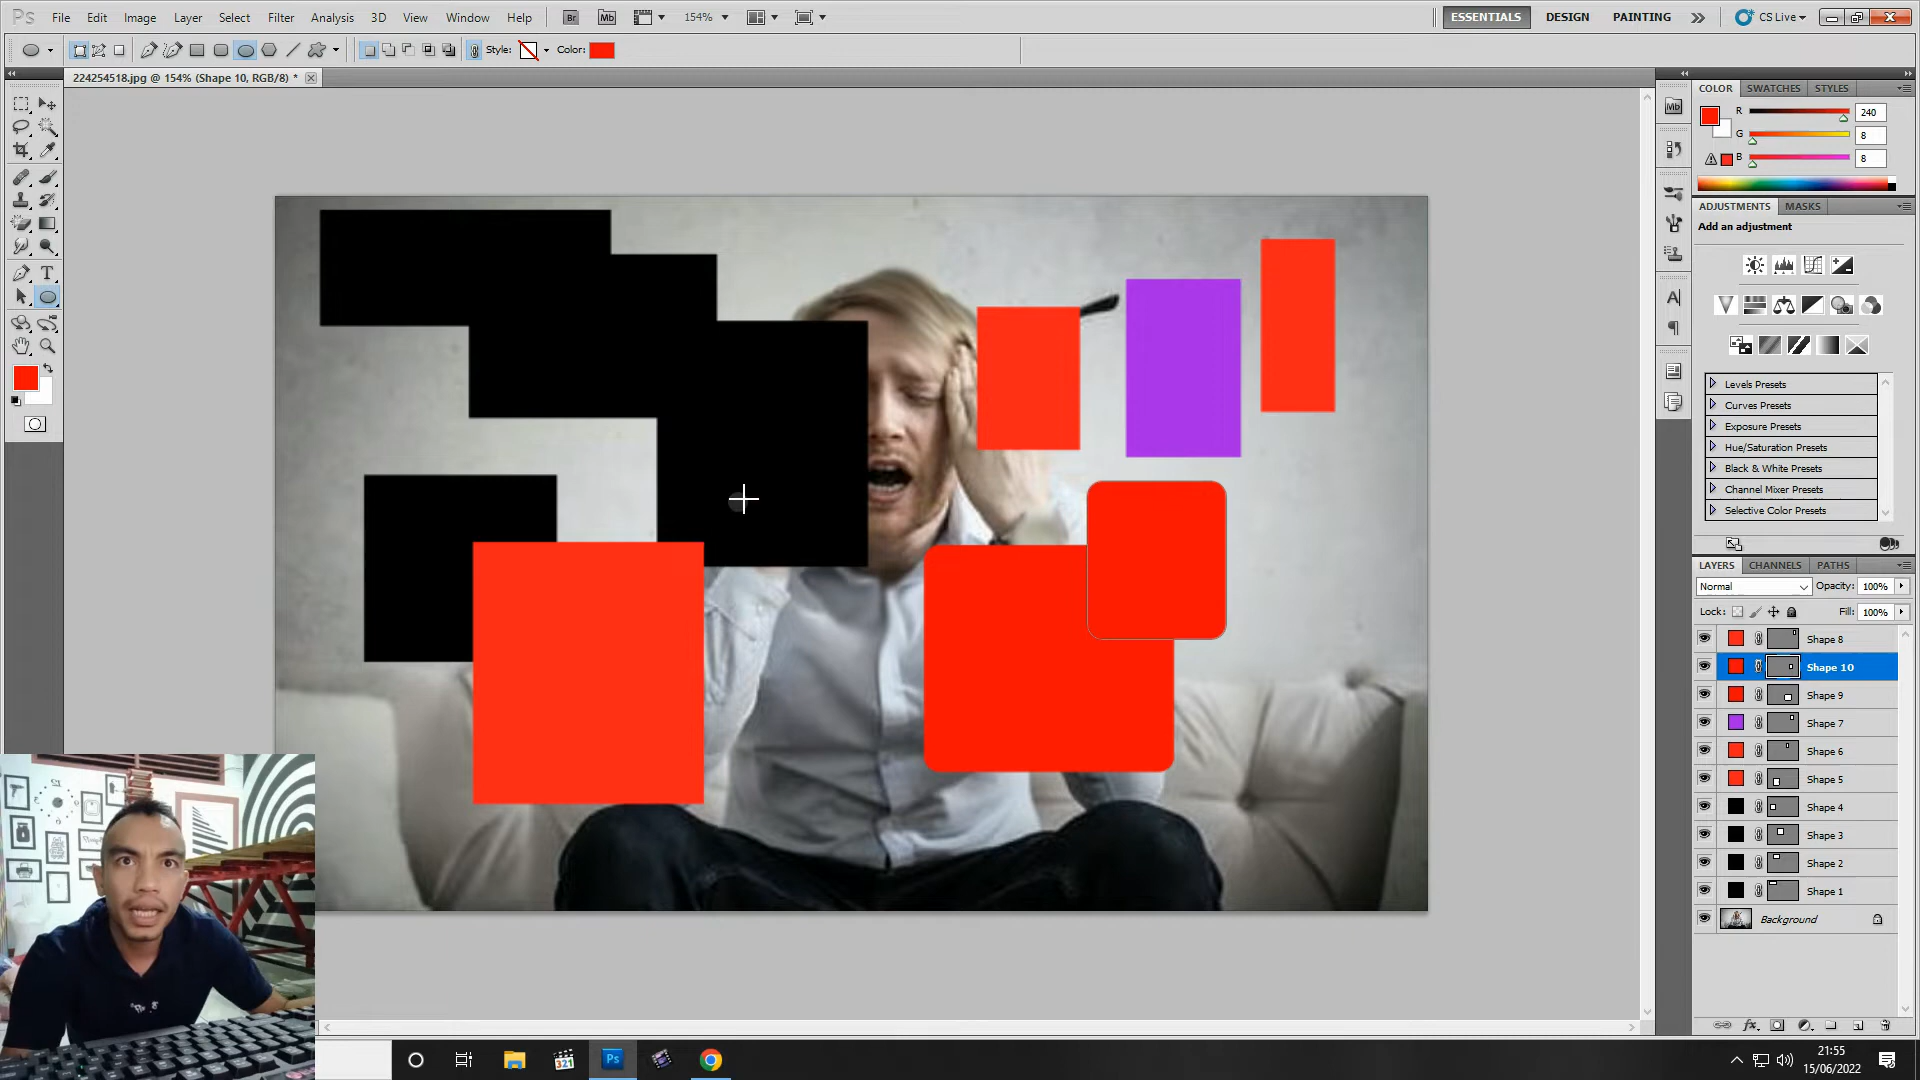 Ps File Edit Image Layer Select Filter Analysis 3D View Window Help Br Mb 154% ESSENTIALS DESIGN PAINTING CS Live
Style: Color:
224254518.jpg @ 154% (Shape 10, RGB/8) *
COLOR SWATCHES STYLES
R 240
G 8
B 8
ADJUSTMENTS MASKS
Add an adjustment
Levels Presets
Curves Presets
Exposure Presets
Hue/Saturation Presets
Black & White Presets
Channel Mixer Presets
Selective Color Presets
LAYERS CHANNELS PATHS
Normal Opacity: 100%
Lock: Fill: 100%
Shape 8
Shape 10
Shape 9
Shape 7
Shape 6
Shape 5
Shape 4
Shape 3
Shape 2
Shape 1
Background
321 Ps
21:55
15/06/2022